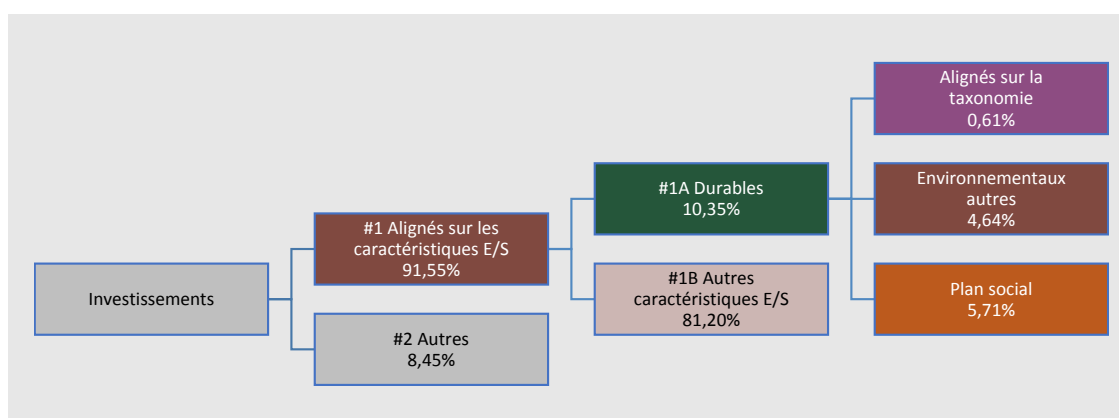 Investissements
#1 Alignés sur les
caractéristiques E/S
91,55%
#2 Autres
8,45%
#1A Durables
10,35%
#1B Autres
caractéristiques E/S
81,20%
Alignés sur la
taxonomie
0,61%
Environnementaux
autres
4,64%
Plan social
5,71%